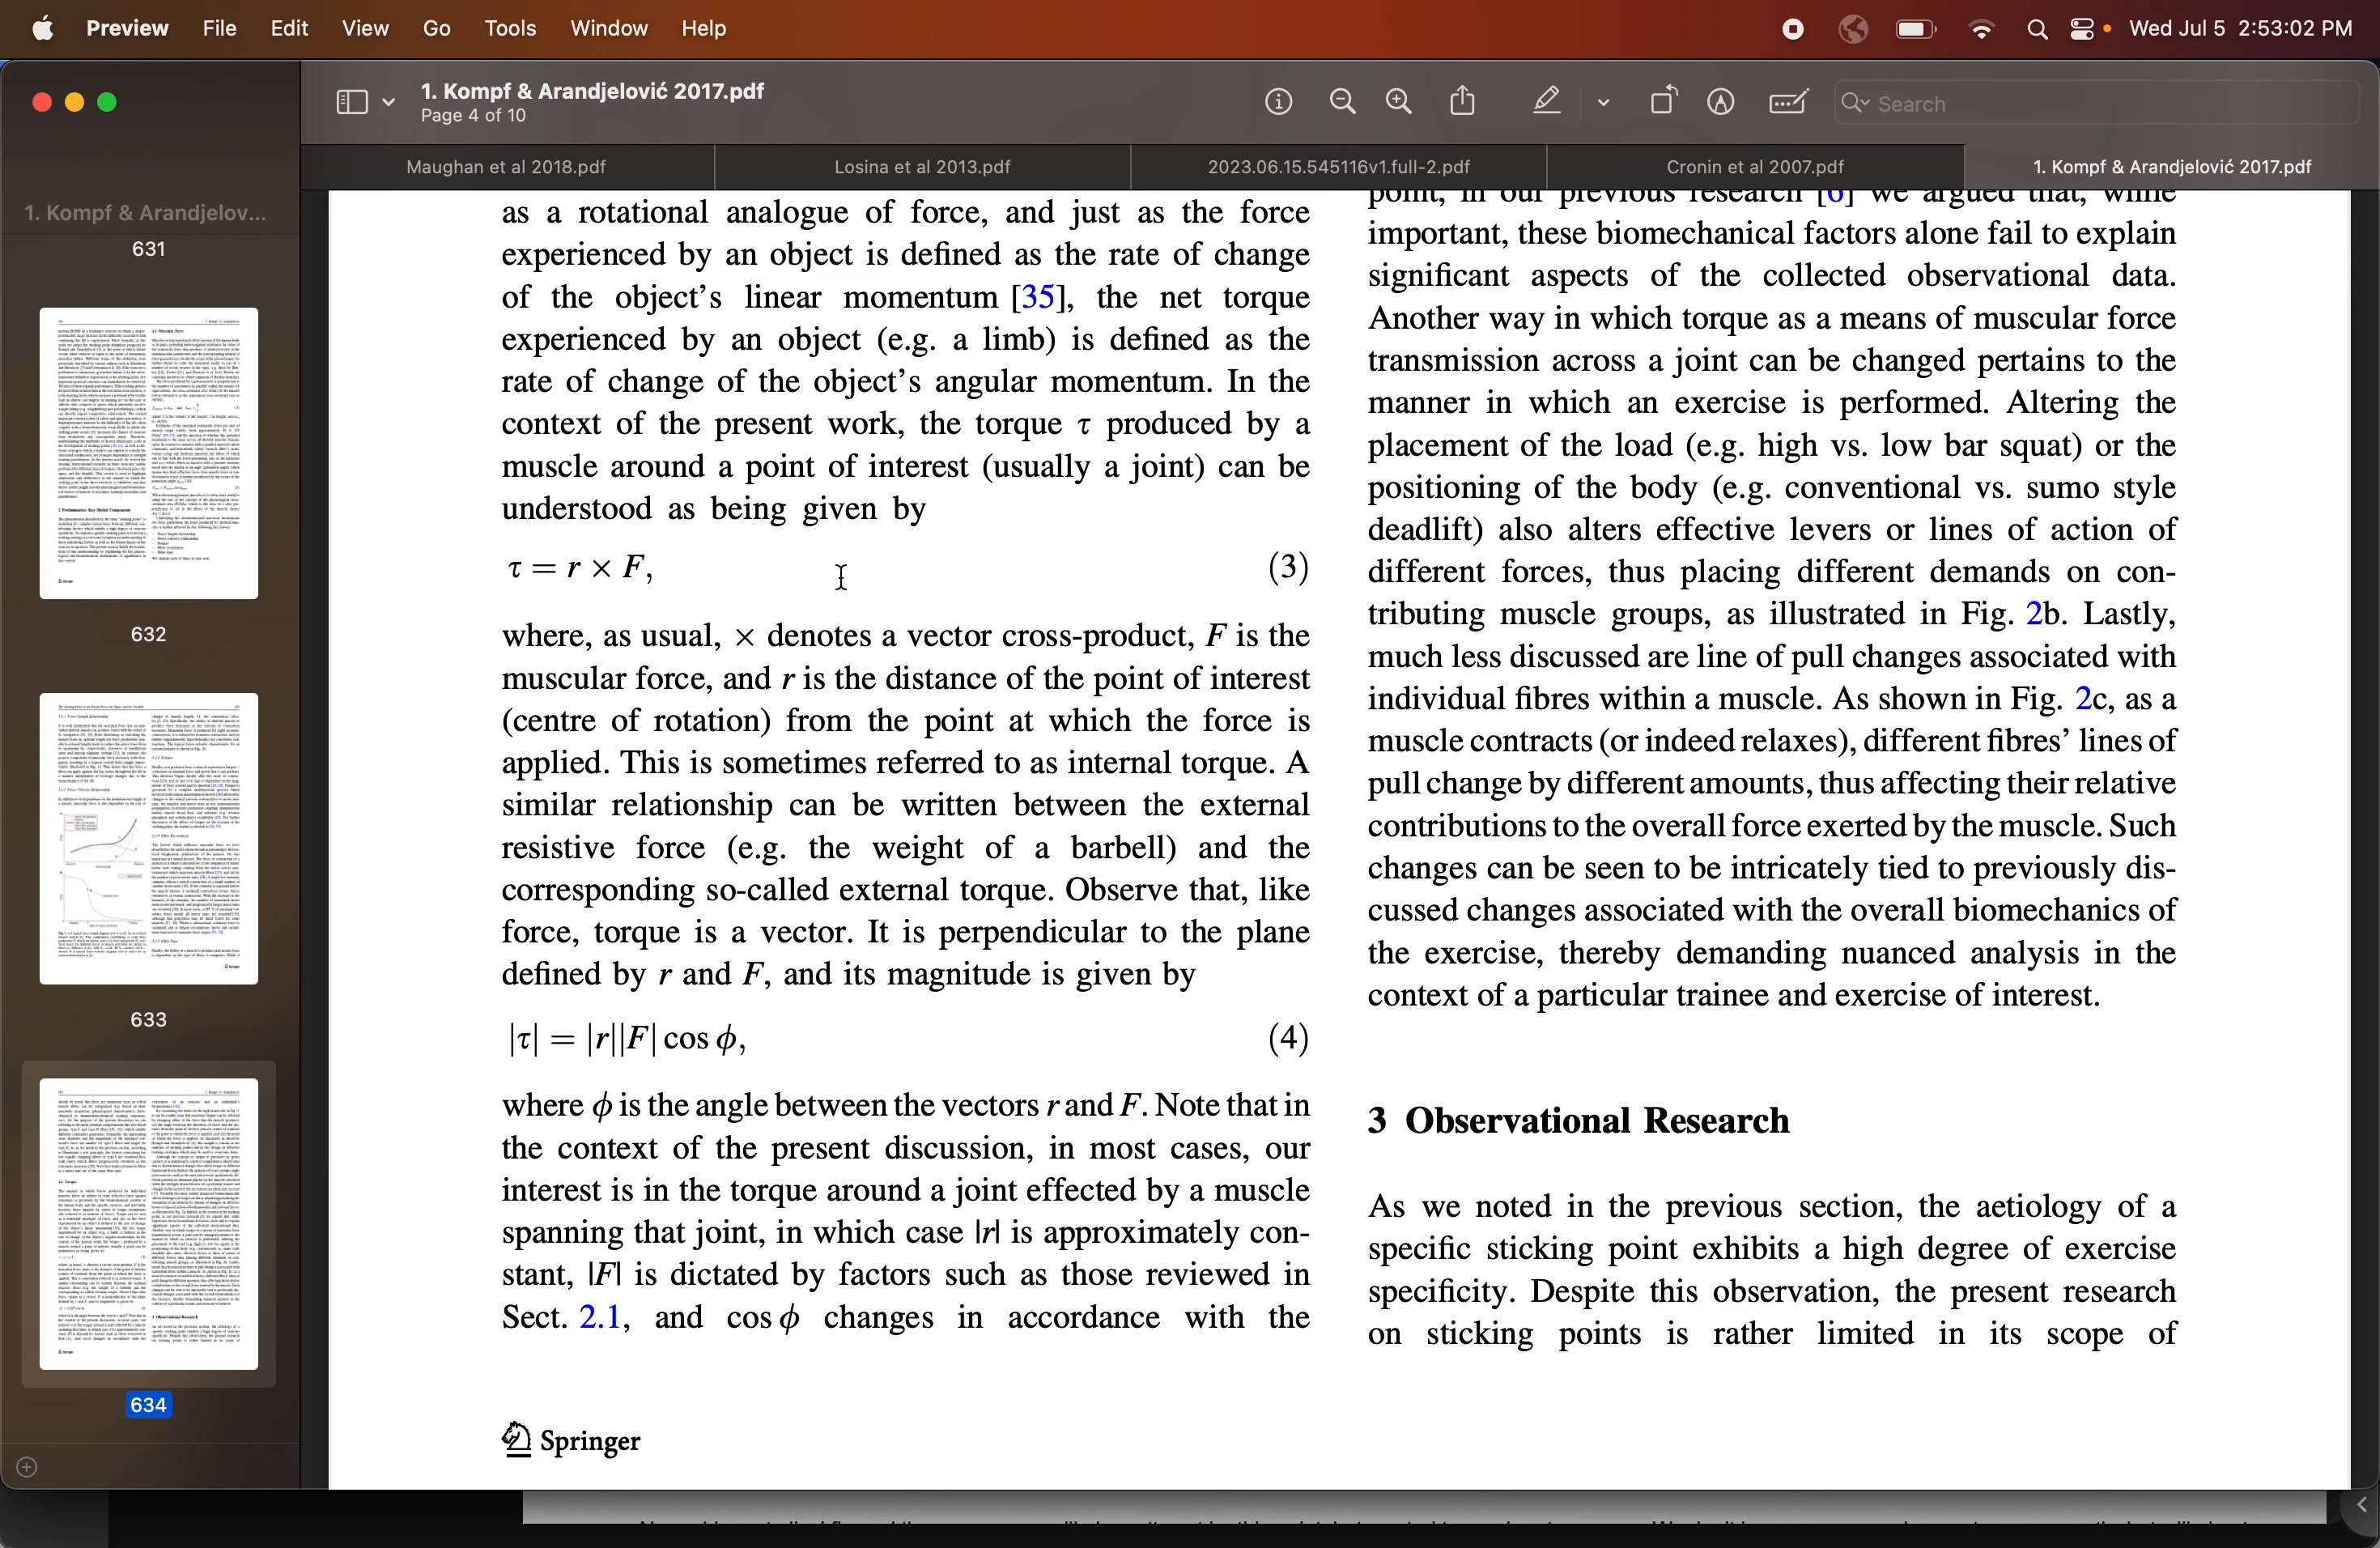 Preview File Edit View Go Tools Window Help
Wed Jul 5 2:53:02 PM
1. Kompf & Arandjelović 2017.pdf
Page 4 of 10
Search
Maughan et al 2018.pdf
Losina et al 2013.pdf
2023.06.15.545116v1.full-2.pdf
Cronin et al 2007.pdf
1. Kompf & Arandjelović 2017.pdf
1. Kompf & Arandjelov...
631
632
633
634
as a rotational analogue of force, and just as the force
experienced by an object is defined as the rate of change
of the object's linear momentum [35], the net torque
experienced by an object (e.g. a limb) is defined as the
rate of change of the object's angular momentum. In the
context of the present work, the torque τ produced by a
muscle around a point of interest (usually a joint) can be
understood as being given by
τ = r × F, (3)
where, as usual, × denotes a vector cross-product, F is the
muscular force, and r is the distance of the point of interest
(centre of rotation) from the point at which the force is
applied. This is sometimes referred to as internal torque. A
similar relationship can be written between the external
resistive force (e.g. the weight of a barbell) and the
corresponding so-called external torque. Observe that, like
force, torque is a vector. It is perpendicular to the plane
defined by r and F, and its magnitude is given by
|τ| = |r||F| cos ϕ, (4)
where ϕ is the angle between the vectors r and F. Note that in
the context of the present discussion, in most cases, our
interest is in the torque around a joint effected by a muscle
spanning that joint, in which case |r| is approximately con-
stant, |F| is dictated by factors such as those reviewed in
Sect. 2.1, and cos ϕ changes in accordance with the
Springer
point, in our previous research [6] we argued that, while
important, these biomechanical factors alone fail to explain
significant aspects of the collected observational data.
Another way in which torque as a means of muscular force
transmission across a joint can be changed pertains to the
manner in which an exercise is performed. Altering the
placement of the load (e.g. high vs. low bar squat) or the
positioning of the body (e.g. conventional vs. sumo style
deadlift) also alters effective levers or lines of action of
different forces, thus placing different demands on con-
tributing muscle groups, as illustrated in Fig. 2b. Lastly,
much less discussed are line of pull changes associated with
individual fibres within a muscle. As shown in Fig. 2c, as a
muscle contracts (or indeed relaxes), different fibres' lines of
pull change by different amounts, thus affecting their relative
contributions to the overall force exerted by the muscle. Such
changes can be seen to be intricately tied to previously dis-
cussed changes associated with the overall biomechanics of
the exercise, thereby demanding nuanced analysis in the
context of a particular trainee and exercise of interest.
3 Observational Research
As we noted in the previous section, the aetiology of a
specific sticking point exhibits a high degree of exercise
specificity. Despite this observation, the present research
on sticking points is rather limited in its scope of